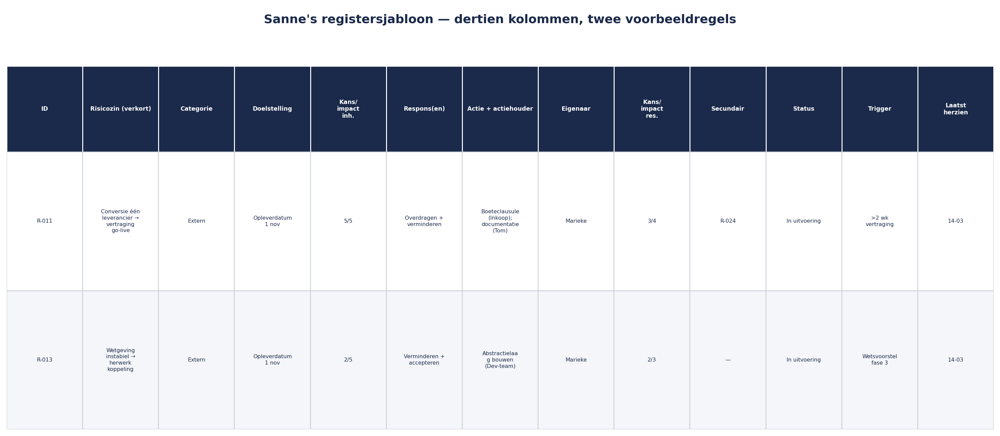 Sanne's registersjabloon — dertien kolommen, twee voorbeeldregels
ID
Risicozin (verkort)
Categorie
Doelstelling
Kans/
impact
inh.
Respons(en)
Actie + actiehouder
Eigenaar
Kans/
impact
res.
Secundair
Status
Trigger
Laatst
herzien
R-011
Conversie één
leverancier →
vertraging
go-live
Extern
Opleverdatum
1 nov
5/5
Overdragen +
verminderen
Boeteclausule
(Inkoop);
documentatie
(Tom)
Marieke
3/4
R-024
In uitvoering
>2 wk
vertraging
14-03
R-013
Wetgeving
instabiel →
herwerk
koppeling
Extern
Opleverdatum
1 nov
2/5
Verminderen +
accepteren
Abstractielaa
g bouwen
(Dev-team)
Marieke
2/3
—
In uitvoering
Wetsvoorstel
fase 3
14-03